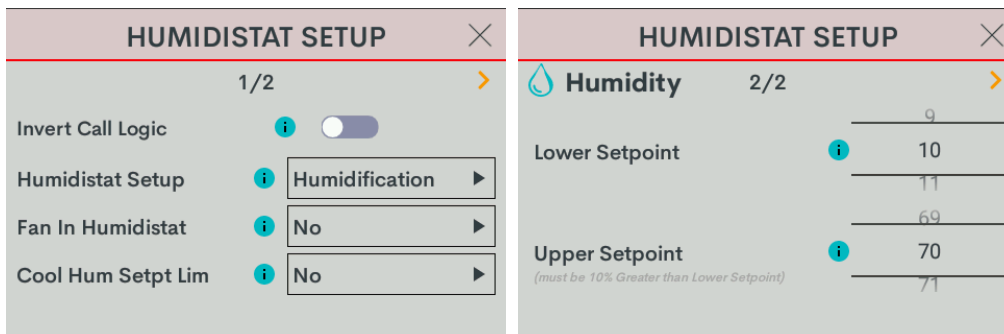 HUMIDISTAT SETUP
1/2
Invert Call Logic
Humidistat Setup Humidification
Fan In Humidistat No
Cool Hum Setpt Lim No
HUMIDISTAT SETUP
Humidity 2/2
9
Lower Setpoint 10
11
69
Upper Setpoint 70
(must be 10% Greater than Lower Setpoint)
71